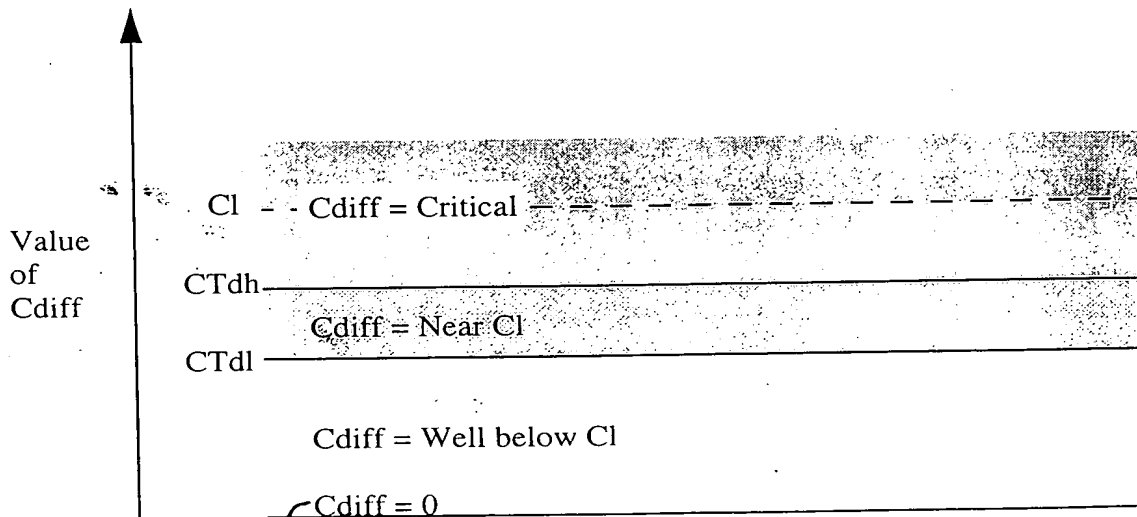 Cl
Cdiff = Critical
Value
of
Cdiff
CTdh
Cdiff = Near Cl
CTdl
Cdiff = Well below Cl
Cdiff = 0